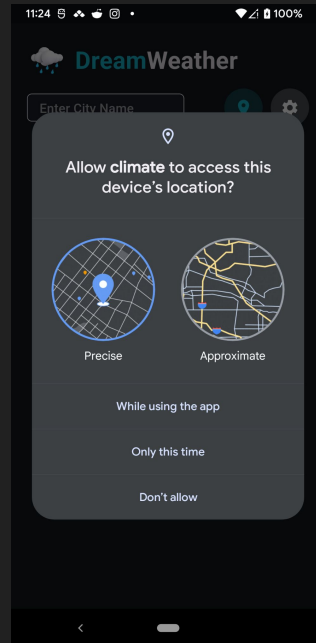 11:24
100%
DreamWeather
Enter City Name
Allow climate to access this
device's location?
Precise
Approximate
While using the app
Only this time
Don't allow